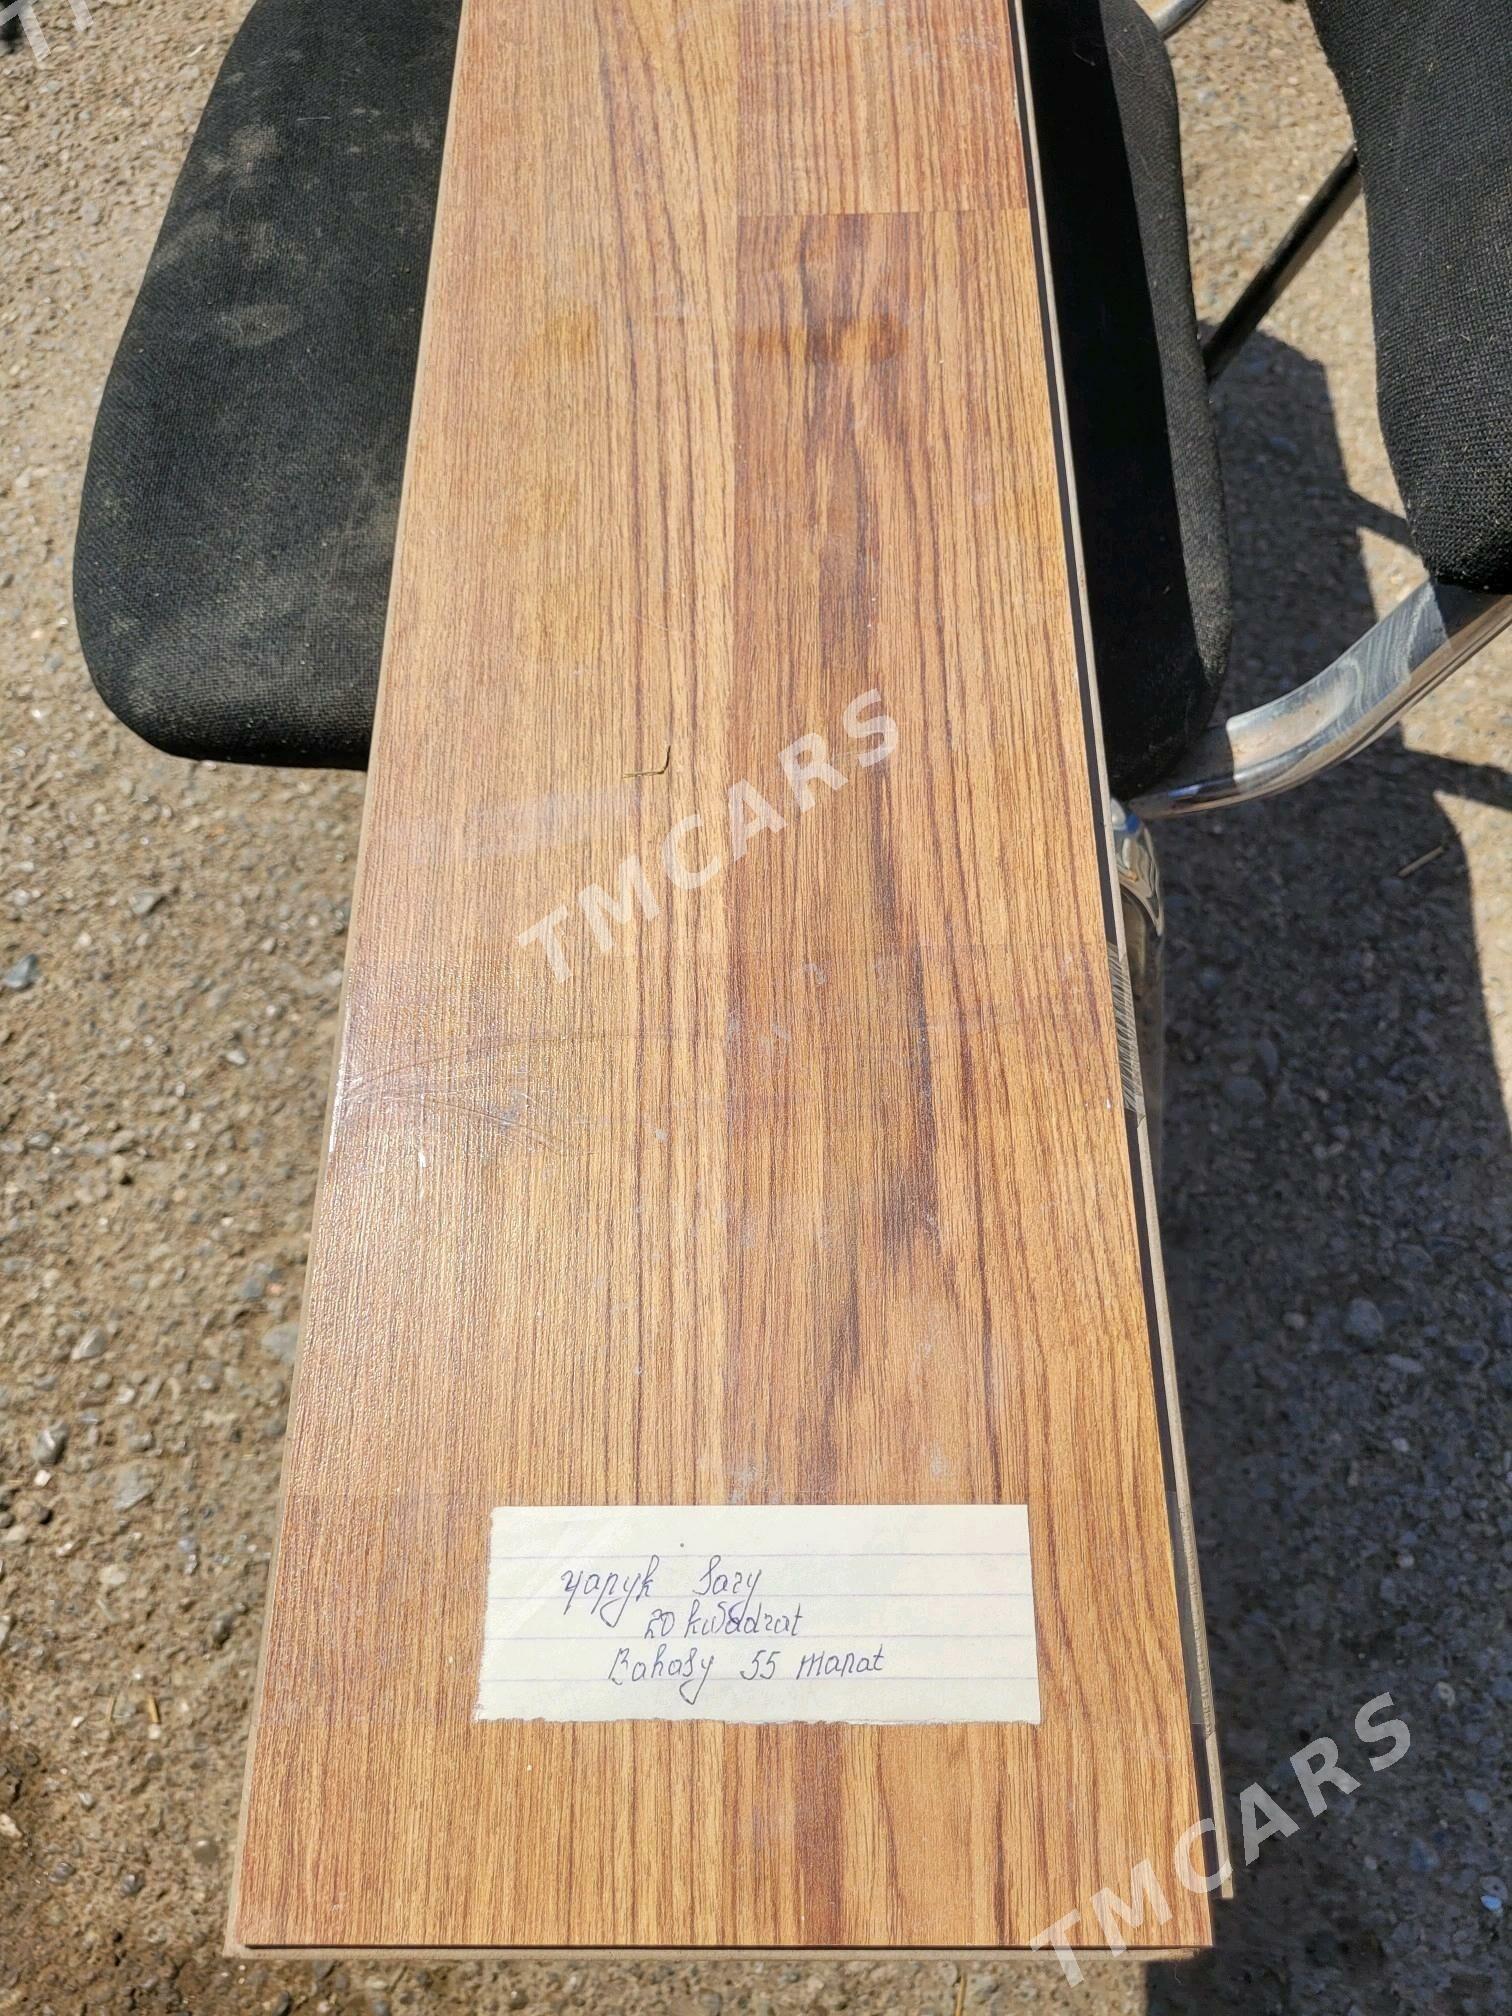 TMCARS
yapyk Sary
20 kwadrat
Bahasy 55 manat
TMCARS